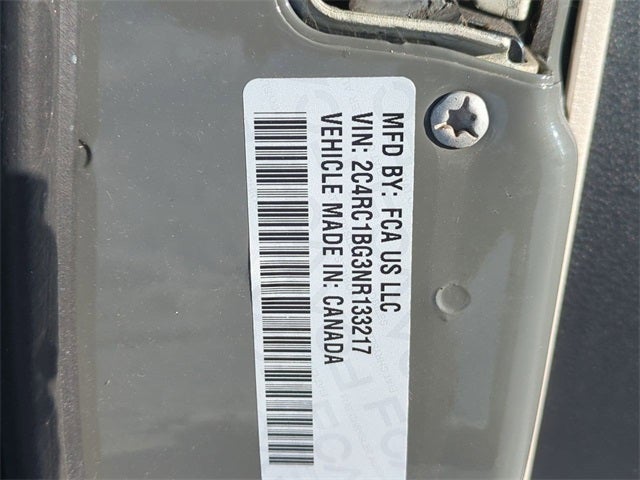 MFD BY: FCA US LLC
VIN: 2C4RC1BG3NR133217
VEHICLE MADE IN: CANADA